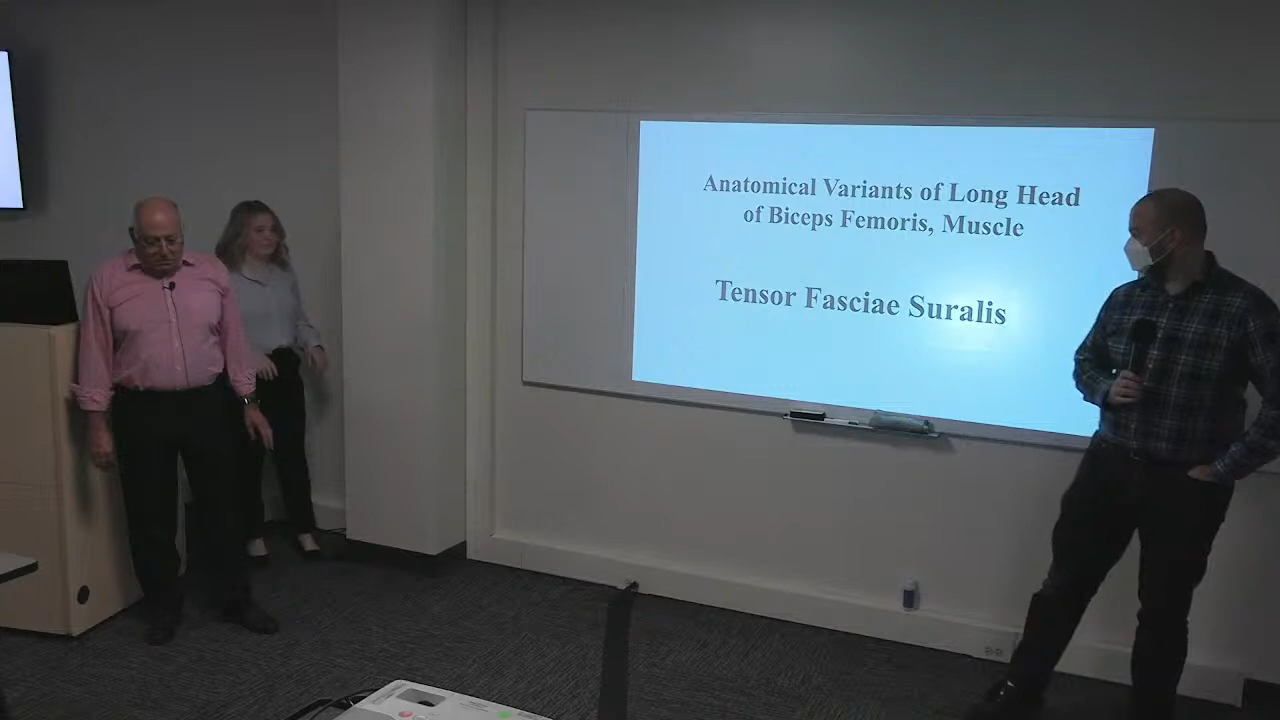 Anatomical Variants of Long Head
of Biceps Femoris, Muscle
Tensor Fasciae Suralis